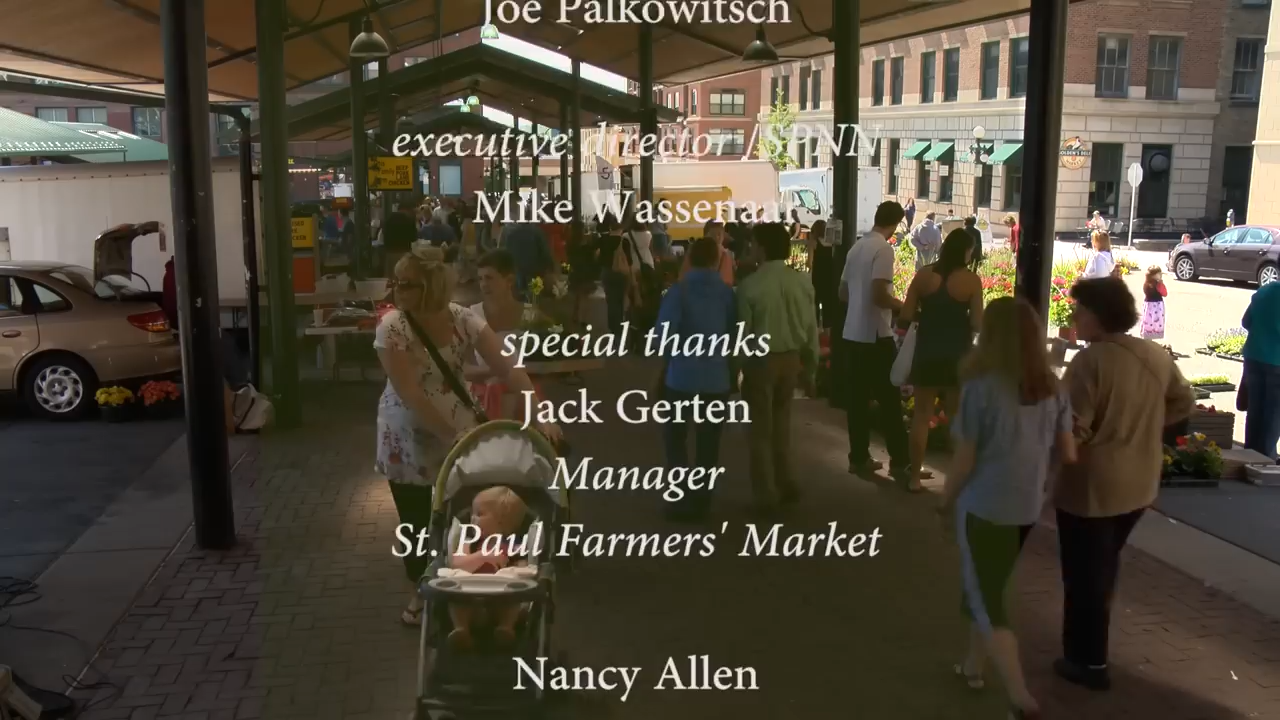 Joe Palkowitsch
executive director / SPNN
Mike Wassenaar
special thanks
Jack Gerten
Manager
St. Paul Farmers' Market
Nancy Allen